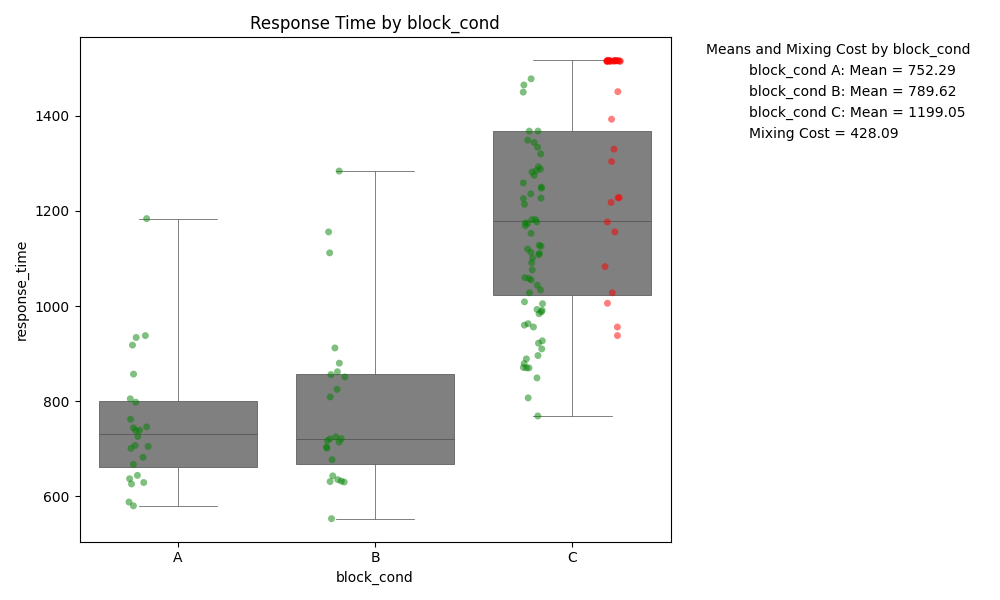 Response Time by block_cond
Means and Mixing Cost by block_cond
block_cond A: Mean = 752.29
block_cond B: Mean = 789.62
block_cond C: Mean = 1199.05
Mixing Cost = 428.09
response_time
1400
1200
1000
800
600
A B C
block_cond